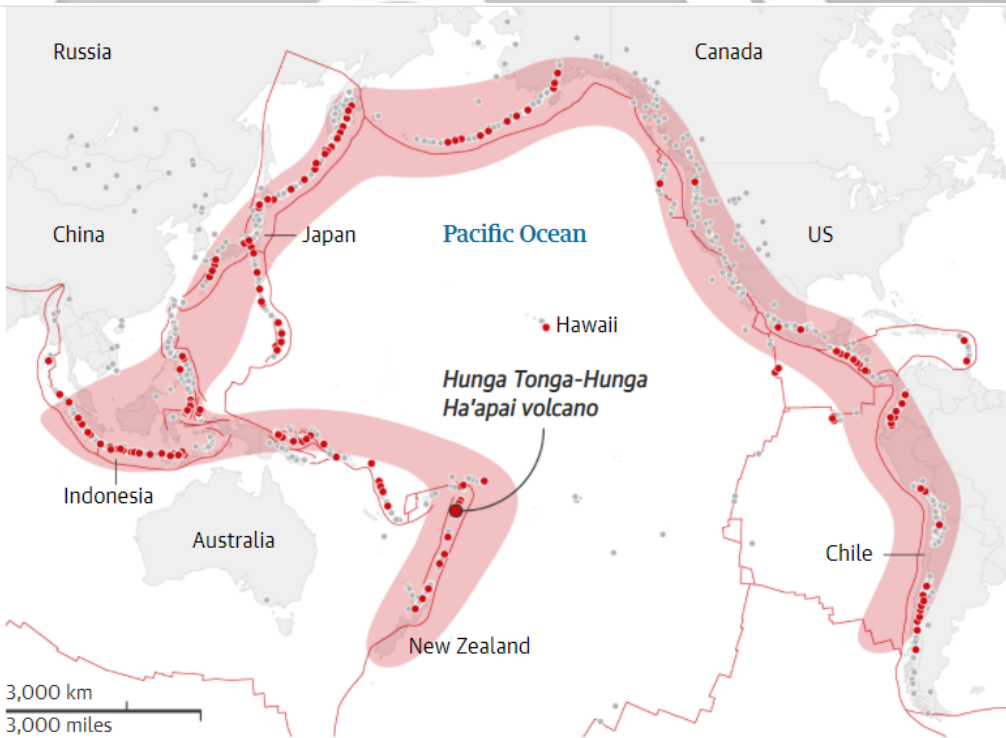 Russia
Canada
China
Japan
Pacific Ocean
US
Hawaii
Hunga Tonga-Hunga
Ha'apai volcano
Indonesia
Australia
Chile
New Zealand
3,000 km
3,000 miles